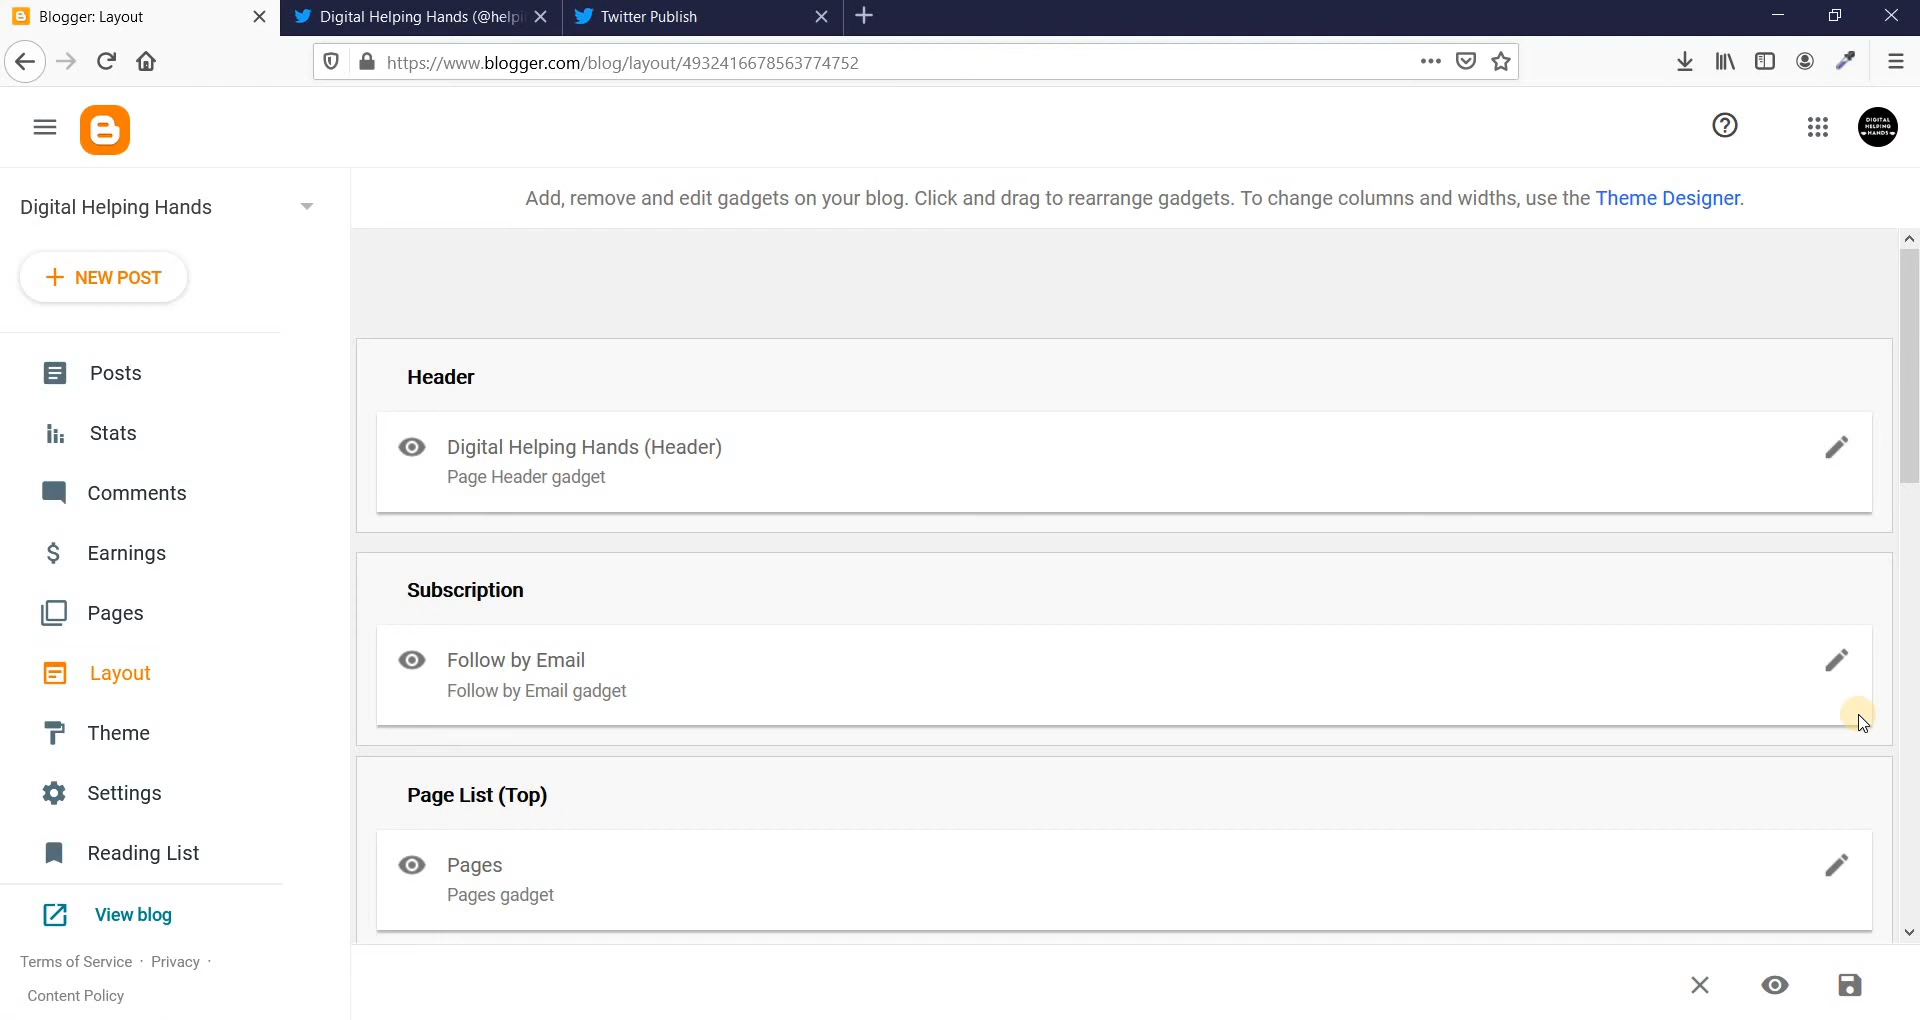 Blogger: Layout
Digital Helping Hands (@helpi
Twitter Publish
https://www.blogger.com/blog/layout/4932416678563774752
DIGITAL
HELPING
HANDS
Digital Helping Hands
Add, remove and edit gadgets on your blog. Click and drag to rearrange gadgets. To change columns and widths, use the Theme Designer.
NEW POST
Posts
Stats
Comments
Earnings
Pages
Layout
Theme
Settings
Reading List
View blog
Terms of Service · Privacy ·
Content Policy
Header
Digital Helping Hands (Header)
Page Header gadget
Subscription
Follow by Email
Follow by Email gadget
Page List (Top)
Pages
Pages gadget